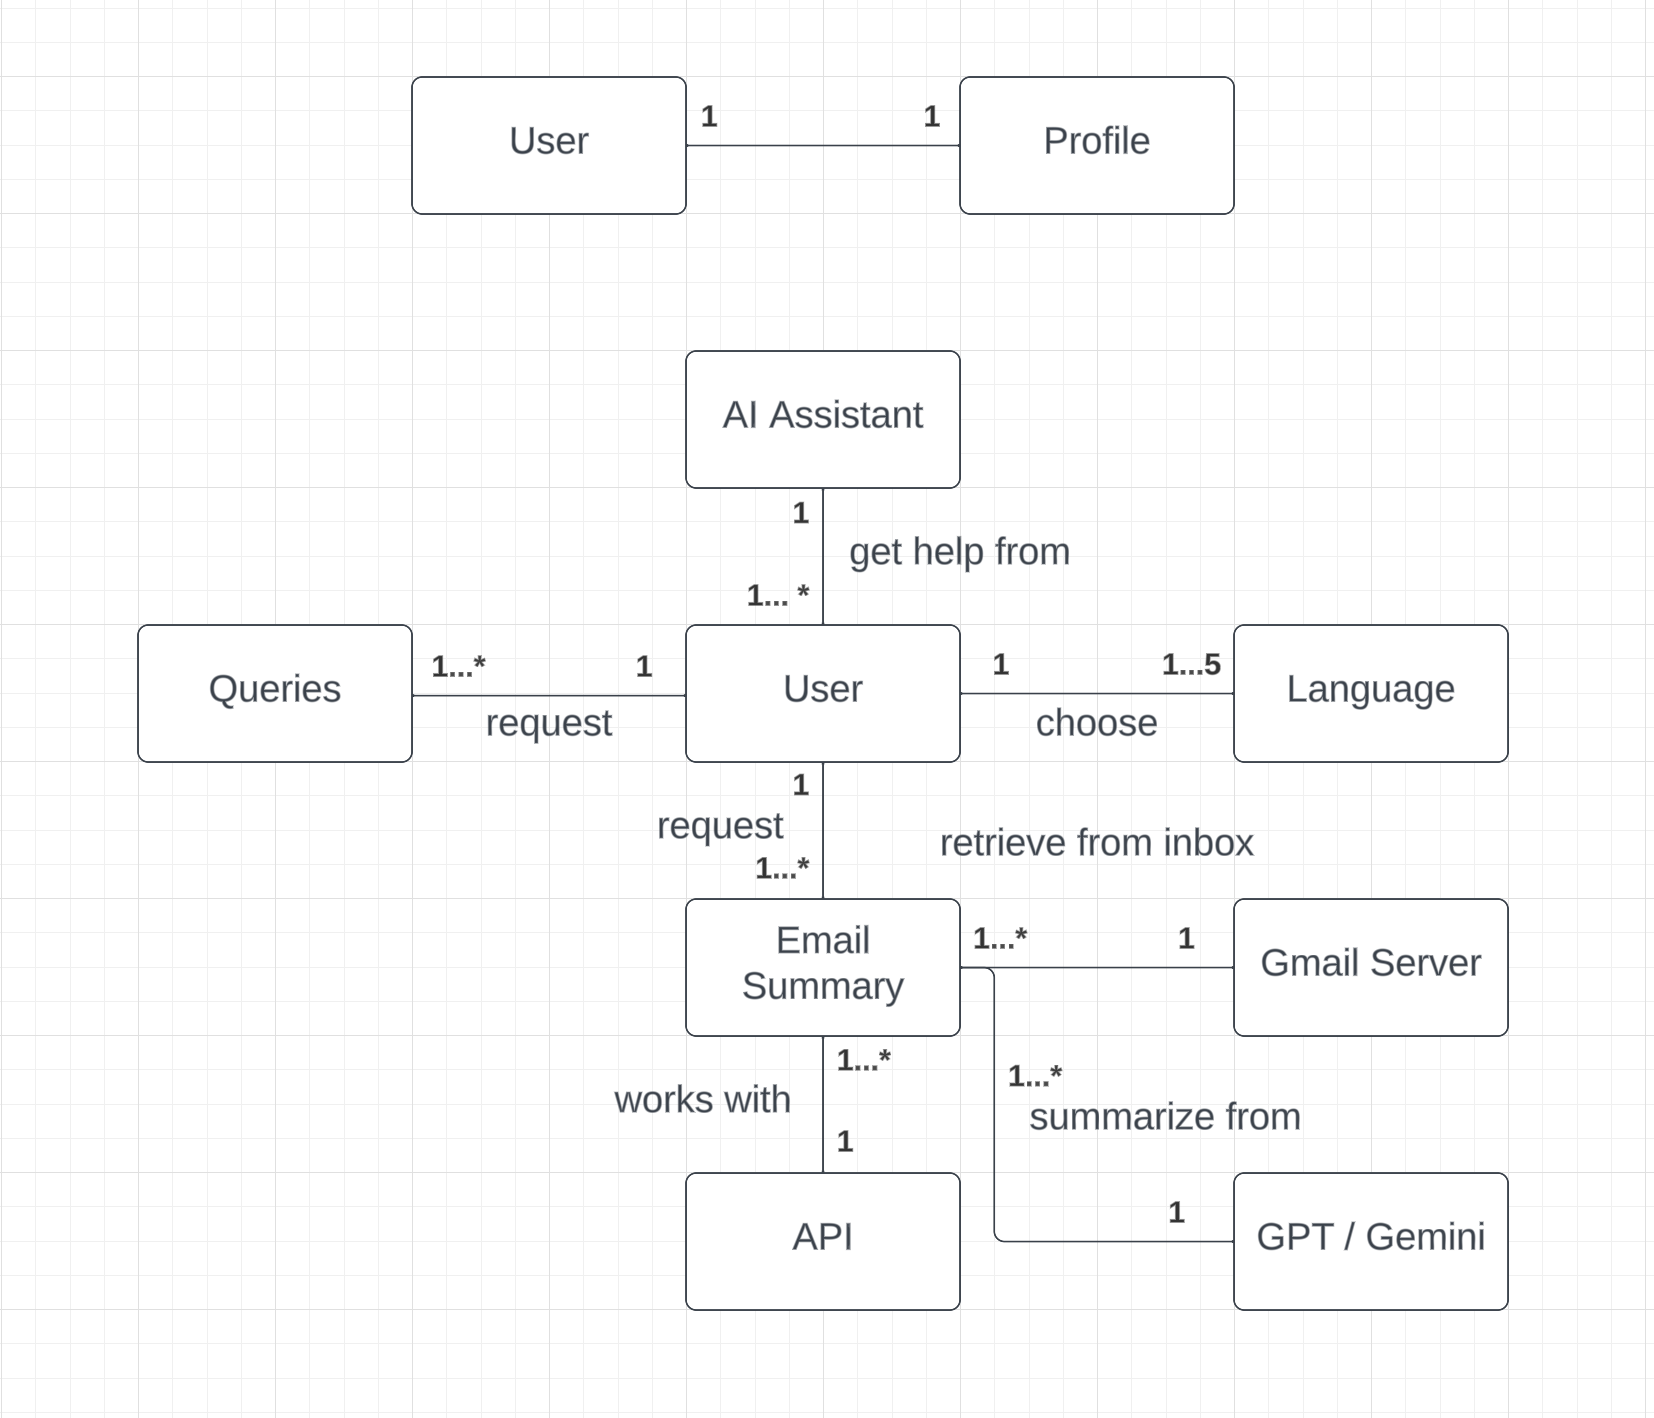 User
1
1
Profile
AI Assistant
1
get help from
1... *
Queries
1...*
1
request
User
1
1...5
choose
Language
1
request
1...*
retrieve from inbox
Email
Summary
1...*
1
Gmail Server
1...*
works with
1
1...*
summarize from
1
API
GPT / Gemini